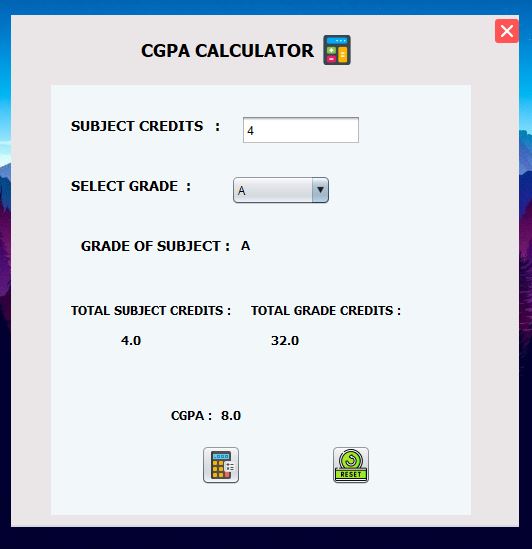 CGPA CALCULATOR
SUBJECT CREDITS :
4
SELECT GRADE :
A
GRADE OF SUBJECT : A
TOTAL SUBJECT CREDITS : TOTAL GRADE CREDITS :
4.0 32.0
CGPA : 8.0
RESET